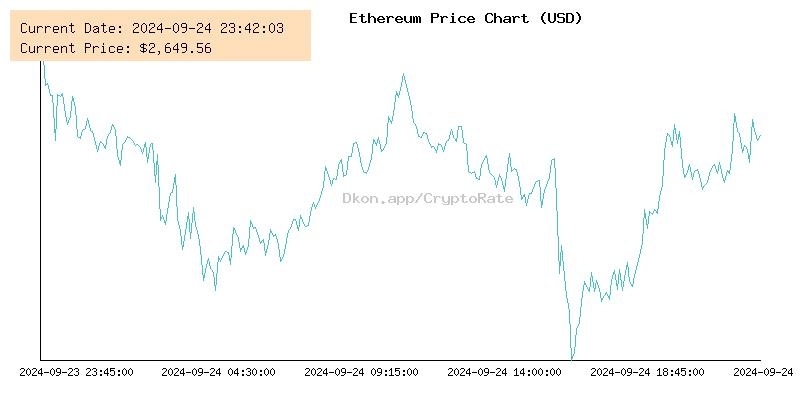 Ethereum Price Chart (USD)
Current Date: 2024-09-24 23:42:03
Current Price: $2,649.56
Dkon.app/CryptoRate
2024-09-23 23:45:00 2024-09-24 04:30:00 2024-09-24 09:15:00 2024-09-24 14:00:00 2024-09-24 18:45:00 2024-09-24